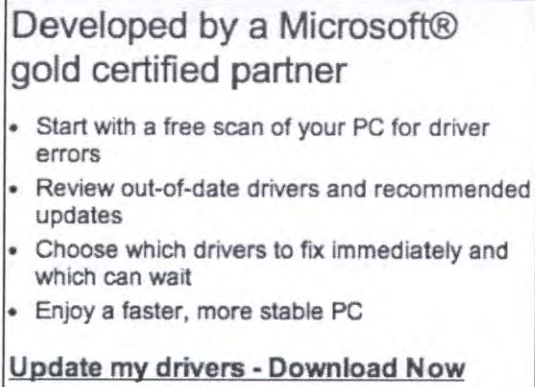 Developed by a Microsoft®
gold certified partner
• Start with a free scan of your PC for driver
errors
• Review out-of-date drivers and recommended
updates
• Choose which drivers to fix immediately and
which can wait
• Enjoy a faster, more stable PC
Update my drivers - Download Now